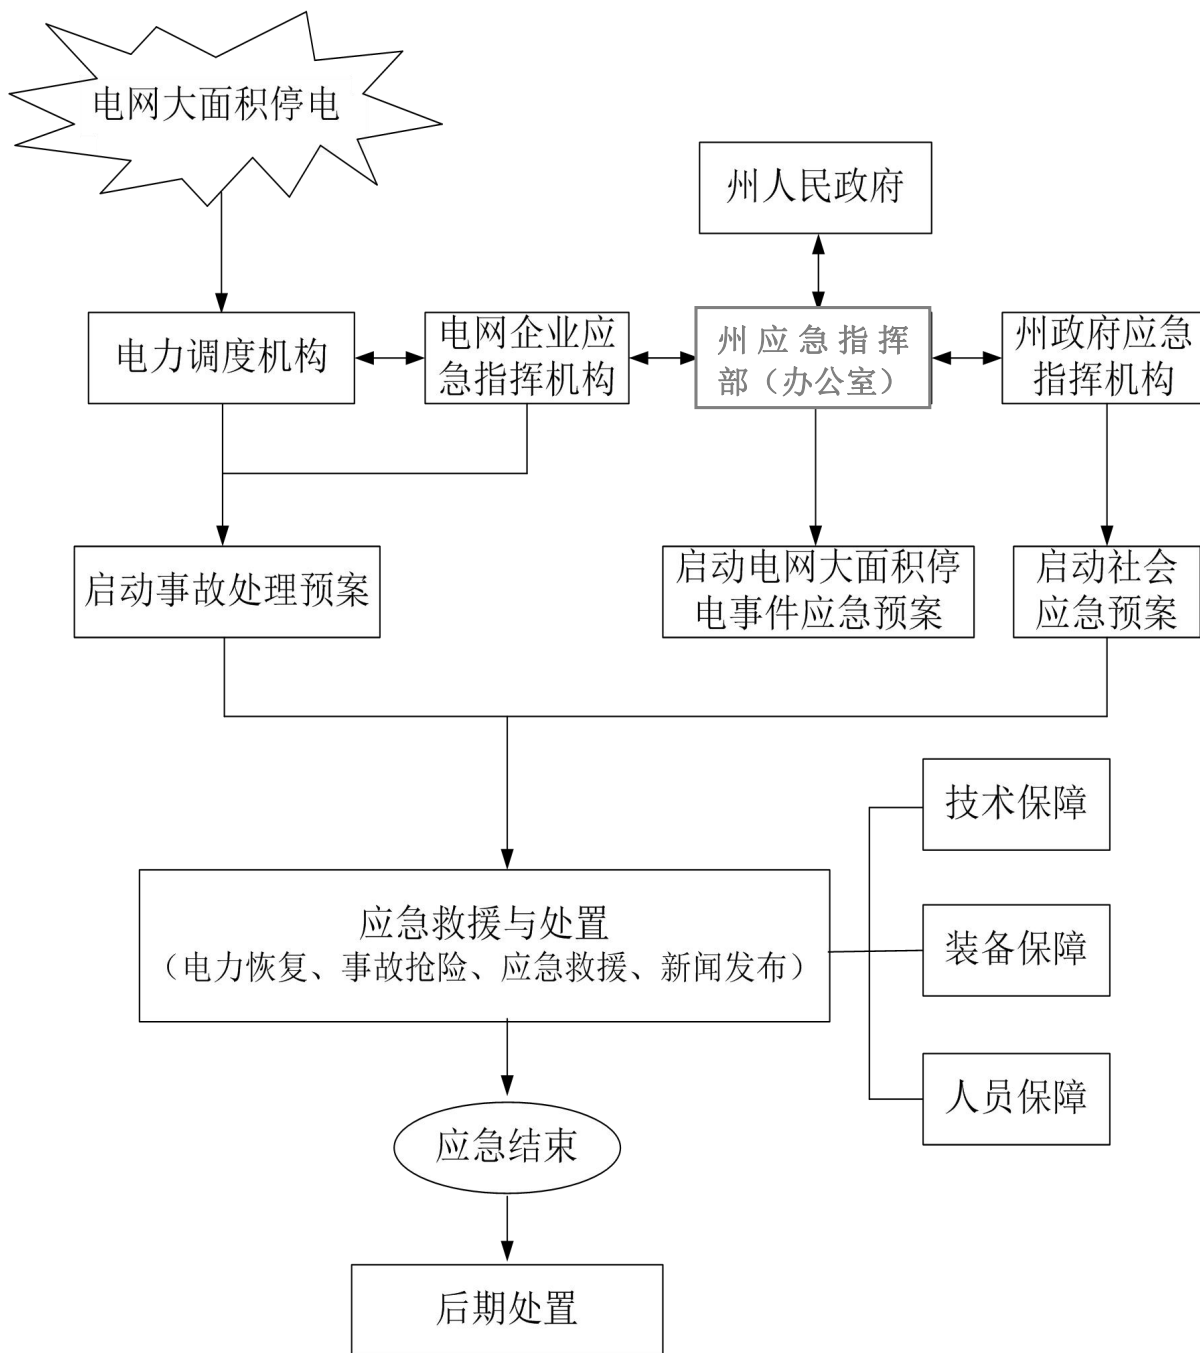 电网大面积停电
州人民政府
电力调度机构
电网企业应
急指挥机构
州应急指挥
部（办公室）
州政府应急
指挥机构
启动事故处理预案
启动电网大面积停
电事件应急预案
启动社会
应急预案
技术保障
应急救援与处置
（电力恢复、事故抢险、应急救援、新闻发布）
装备保障
人员保障
应急结束
后期处置